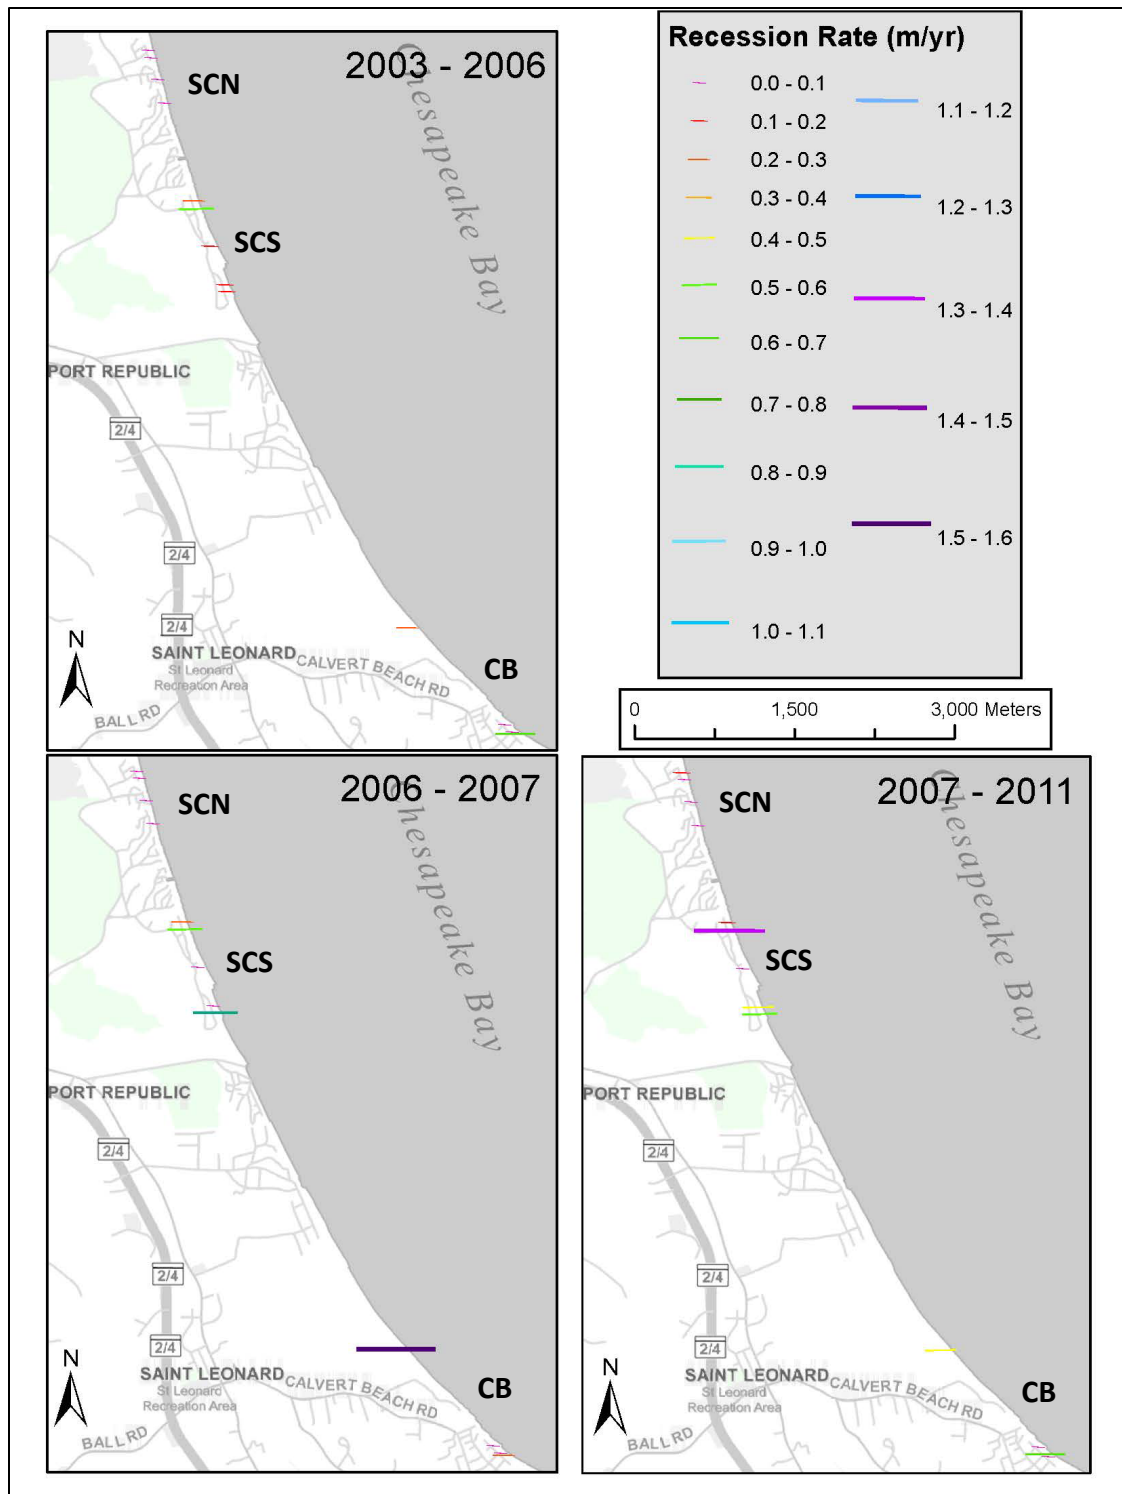 2003 - 2006
SCN
Chesapeake Bay
SCS
PORT REPUBLIC
2/4
2/4
2/4
N
SAINT LEONARD
St Leonard
Recreation Area
CALVERT BEACH RD
CB
BALL RD
Recession Rate (m/yr)
0.0 - 0.1
0.1 - 0.2
0.2 - 0.3
0.3 - 0.4
0.4 - 0.5
0.5 - 0.6
0.6 - 0.7
0.7 - 0.8
0.8 - 0.9
0.9 - 1.0
1.0 - 1.1
1.1 - 1.2
1.2 - 1.3
1.3 - 1.4
1.4 - 1.5
1.5 - 1.6
0 1,500 3,000 Meters
2006 - 2007
SCN
Chesapeake Bay
SCS
PORT REPUBLIC
2/4
2/4
2/4
N
SAINT LEONARD
St Leonarc
Recreation Area
CALVERT BEACH RD
CB
BALL RD
2007 - 2011
SCN
Chesapeake Bay
SCS
PORT REPUBLIC
2/4
2/4
2/4
N
SAINT LEONARD
St Leonard
Recreation Area
CALVERT BEACH RD
CB
BALL RD